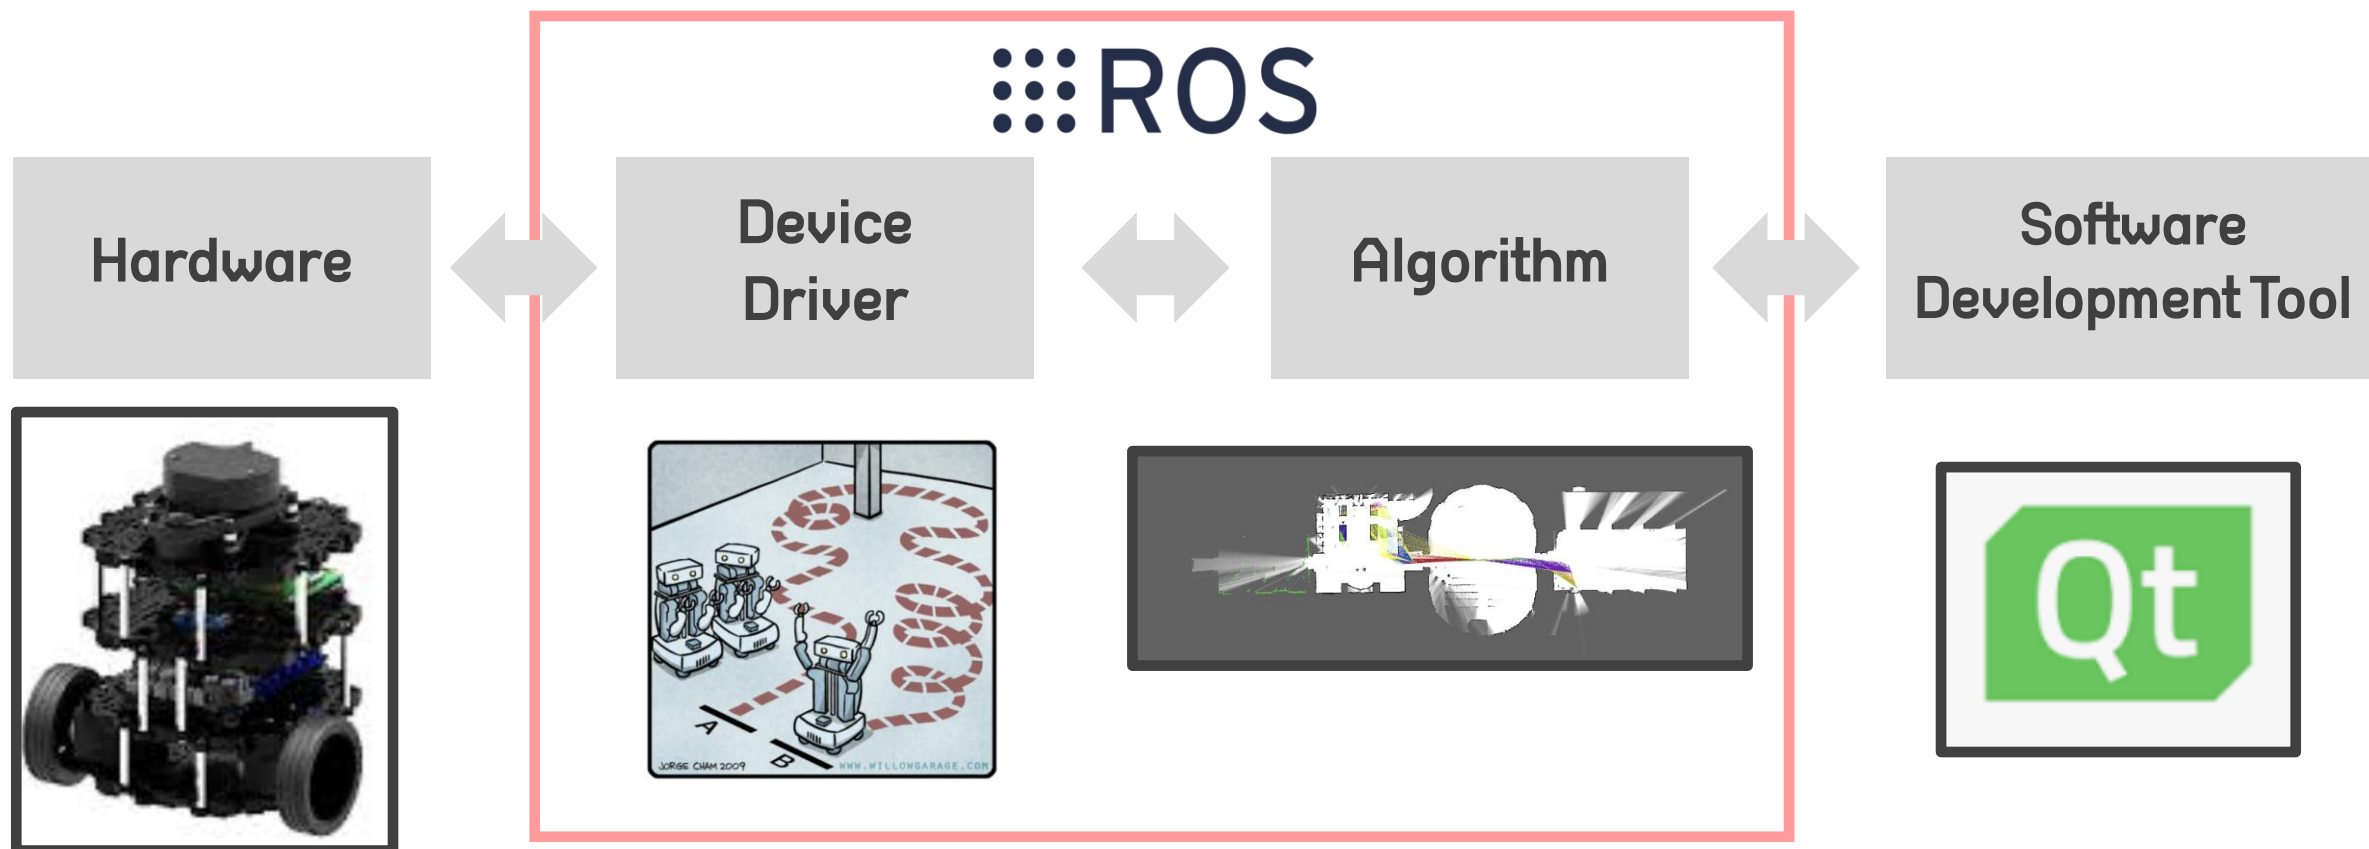 ROS
Hardware
Device
Driver
Algorithm
Software
Development Tool
A
B
JORGE CHAM 2009
WWW.WILLOWGARAGE.COM
Qt